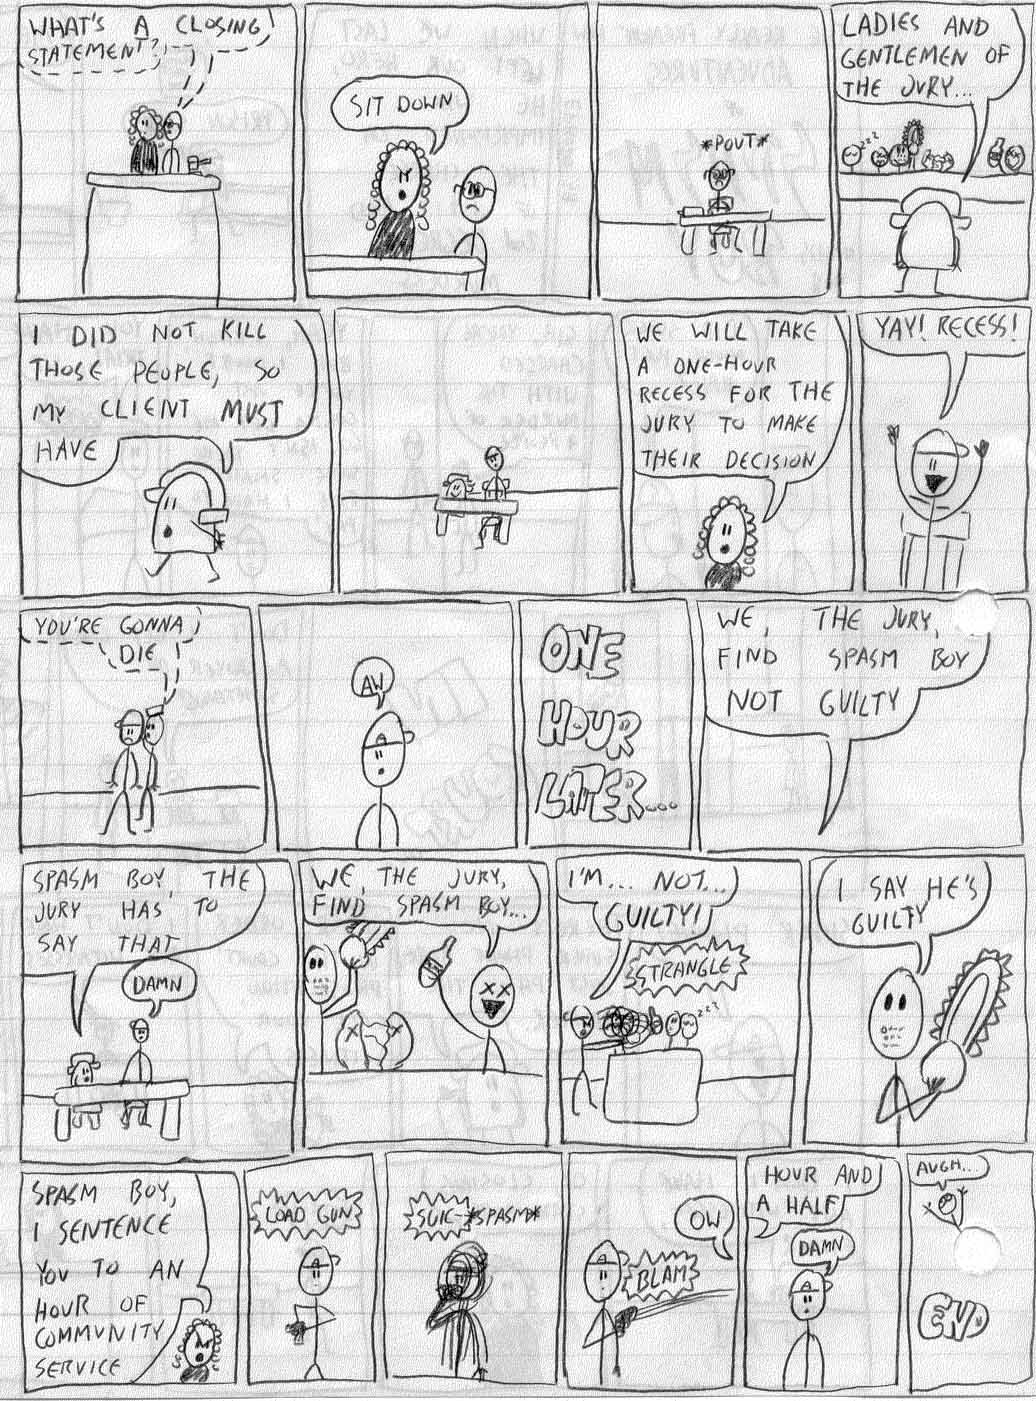 WHAT'S A CLOSING
STATEMENT?
SIT DOWN
*POUT*
LADIES AND
GENTLEMEN OF
THE JURY...
zzz
I DID NOT KILL
THOSE PEOPLE, SO
MY CLIENT MUST
HAVE
WE WILL TAKE
A ONE-HOUR
RECESS FOR THE
JURY TO MAKE
THEIR DECISION
YAY! RECESS!
YOU'RE GONNA
DIE
AW
ONE
HOUR
LATER...
WE, THE JURY,
FIND SPASM BOY
NOT GUILTY
SPASM BOY, THE
JURY HAS TO
SAY THAT
DAMN
WE, THE JURY,
FIND SPASM BOY...
I'M... NOT...
GUILTY!
STRANGLE
zzz
I SAY HE'S
GUILTY
SPASM BOY,
I SENTENCE
YOU TO AN
HOUR OF
COMMUNITY
SERVICE
LOAD GUN
SUIC-*SPASM*
OW
BLAM
HOUR AND
A HALF
DAMN
AUGH...
END